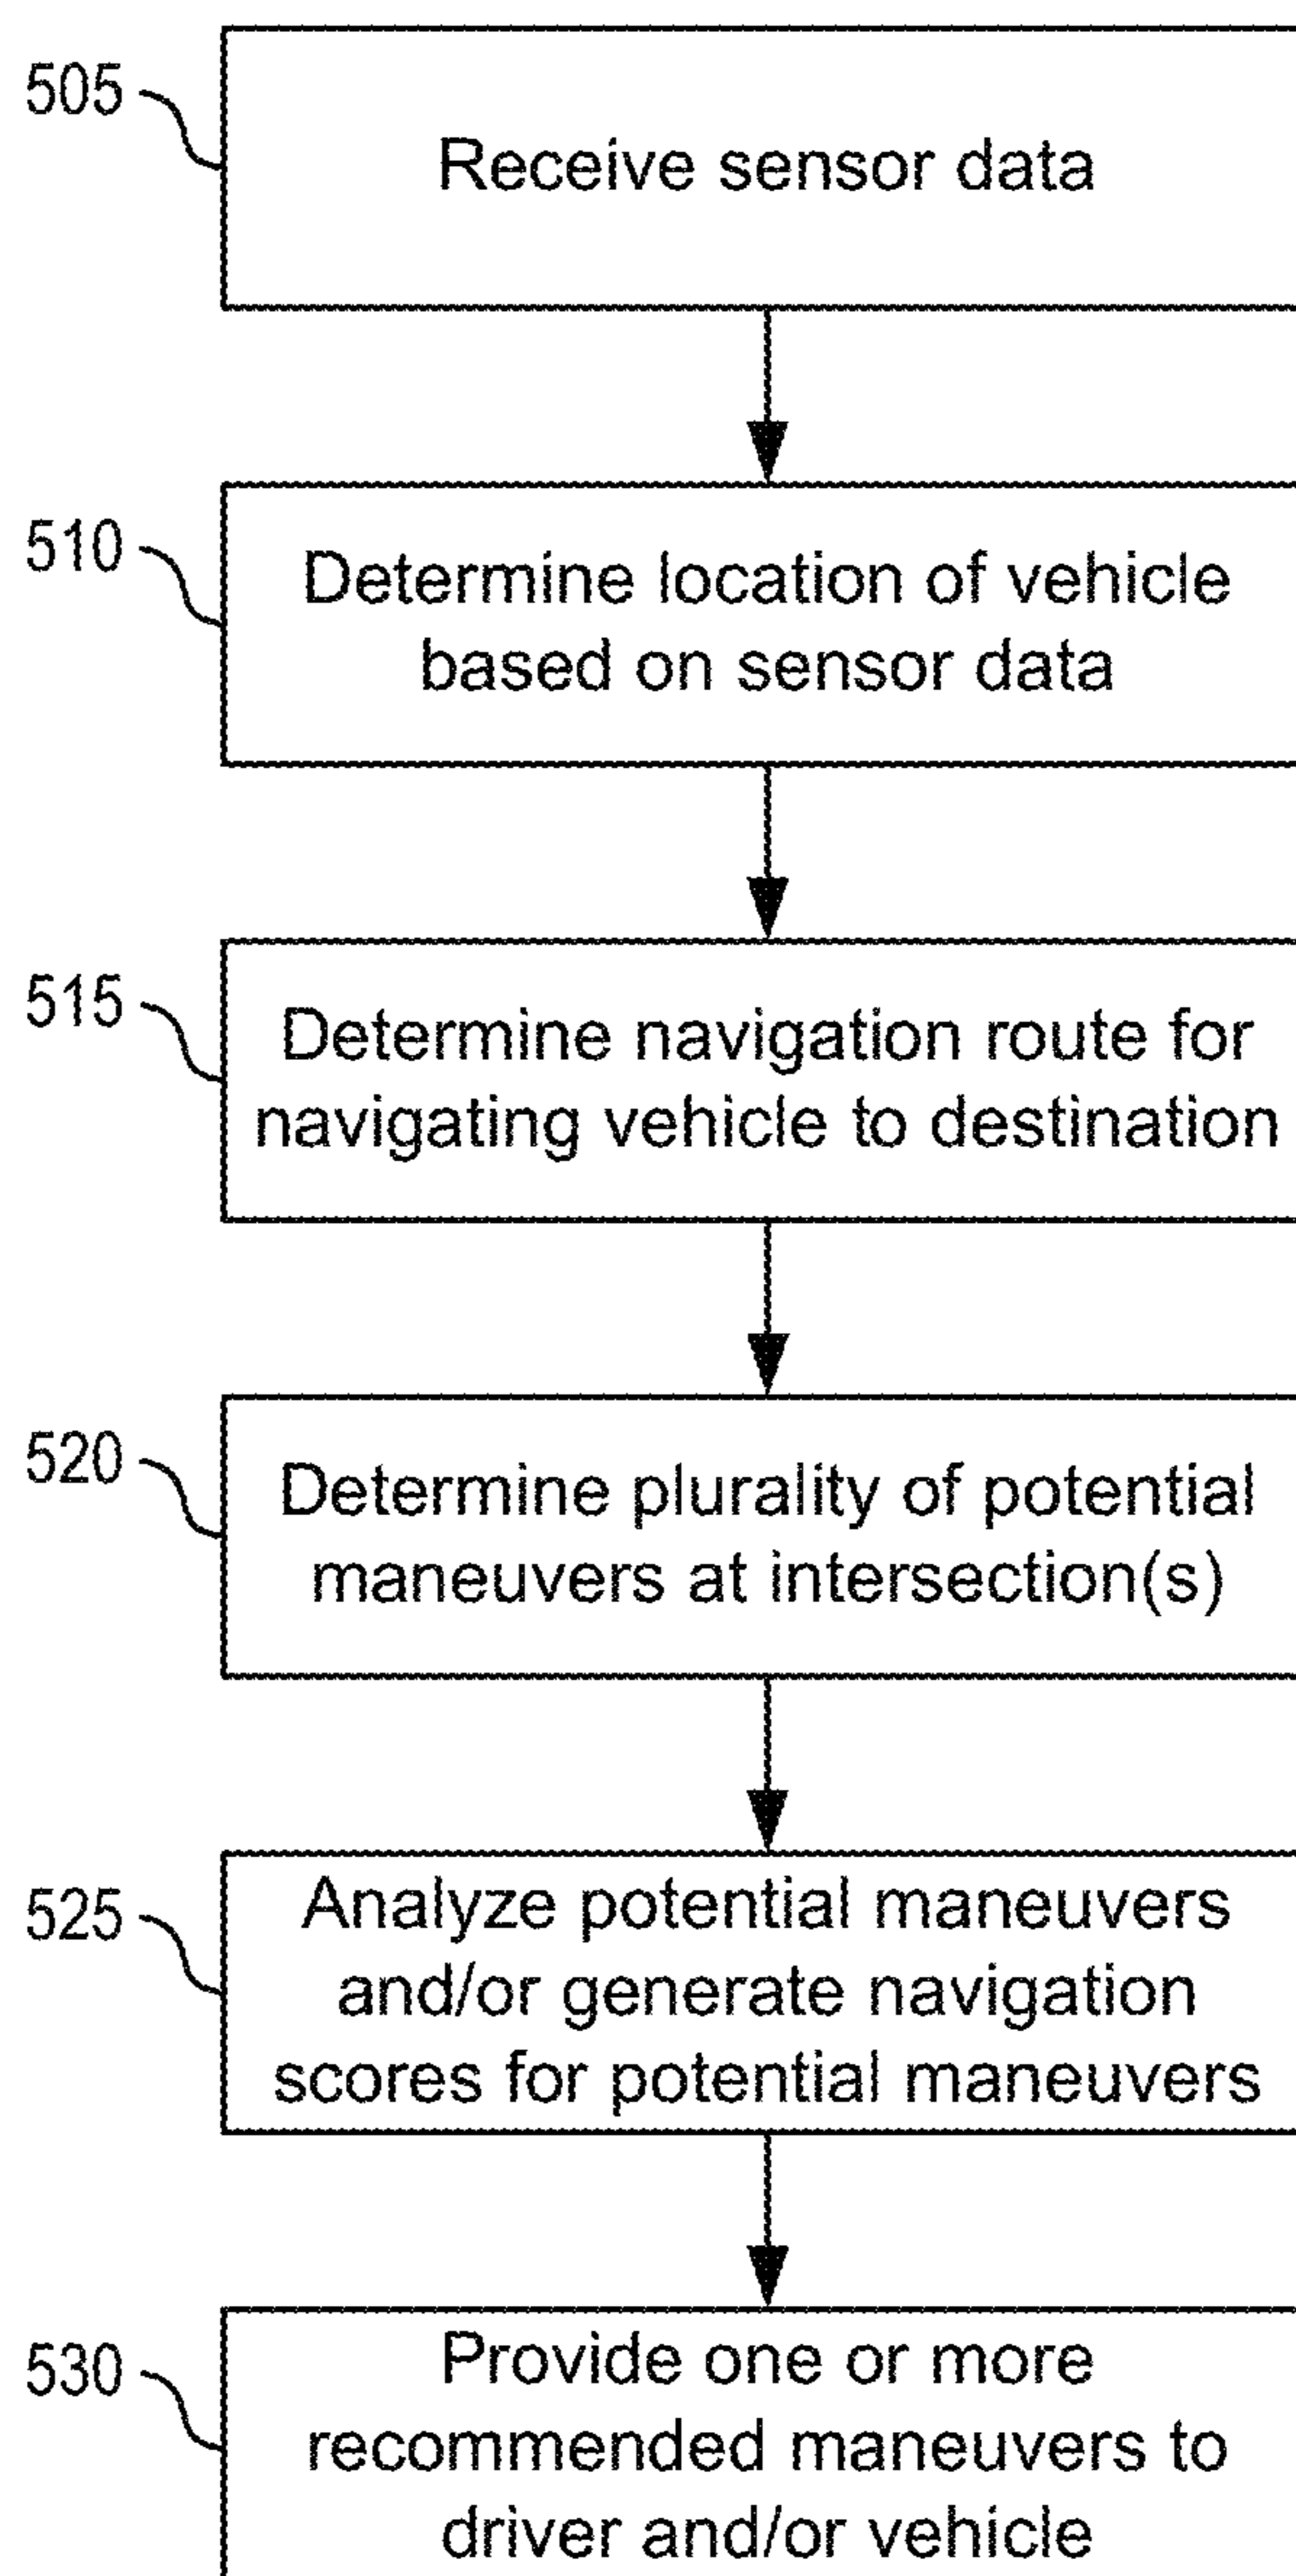 505
Receive sensor data
510
Determine location of vehicle
based on sensor data
515
Determine navigation route for
navigating vehicle to destination
520
Determine plurality of potential
maneuvers at intersection(s)
525
Analyze potential maneuvers
and/or generate navigation
scores for potential maneuvers
530
Provide one or more
recommended maneuvers to
driver and/or vehicle